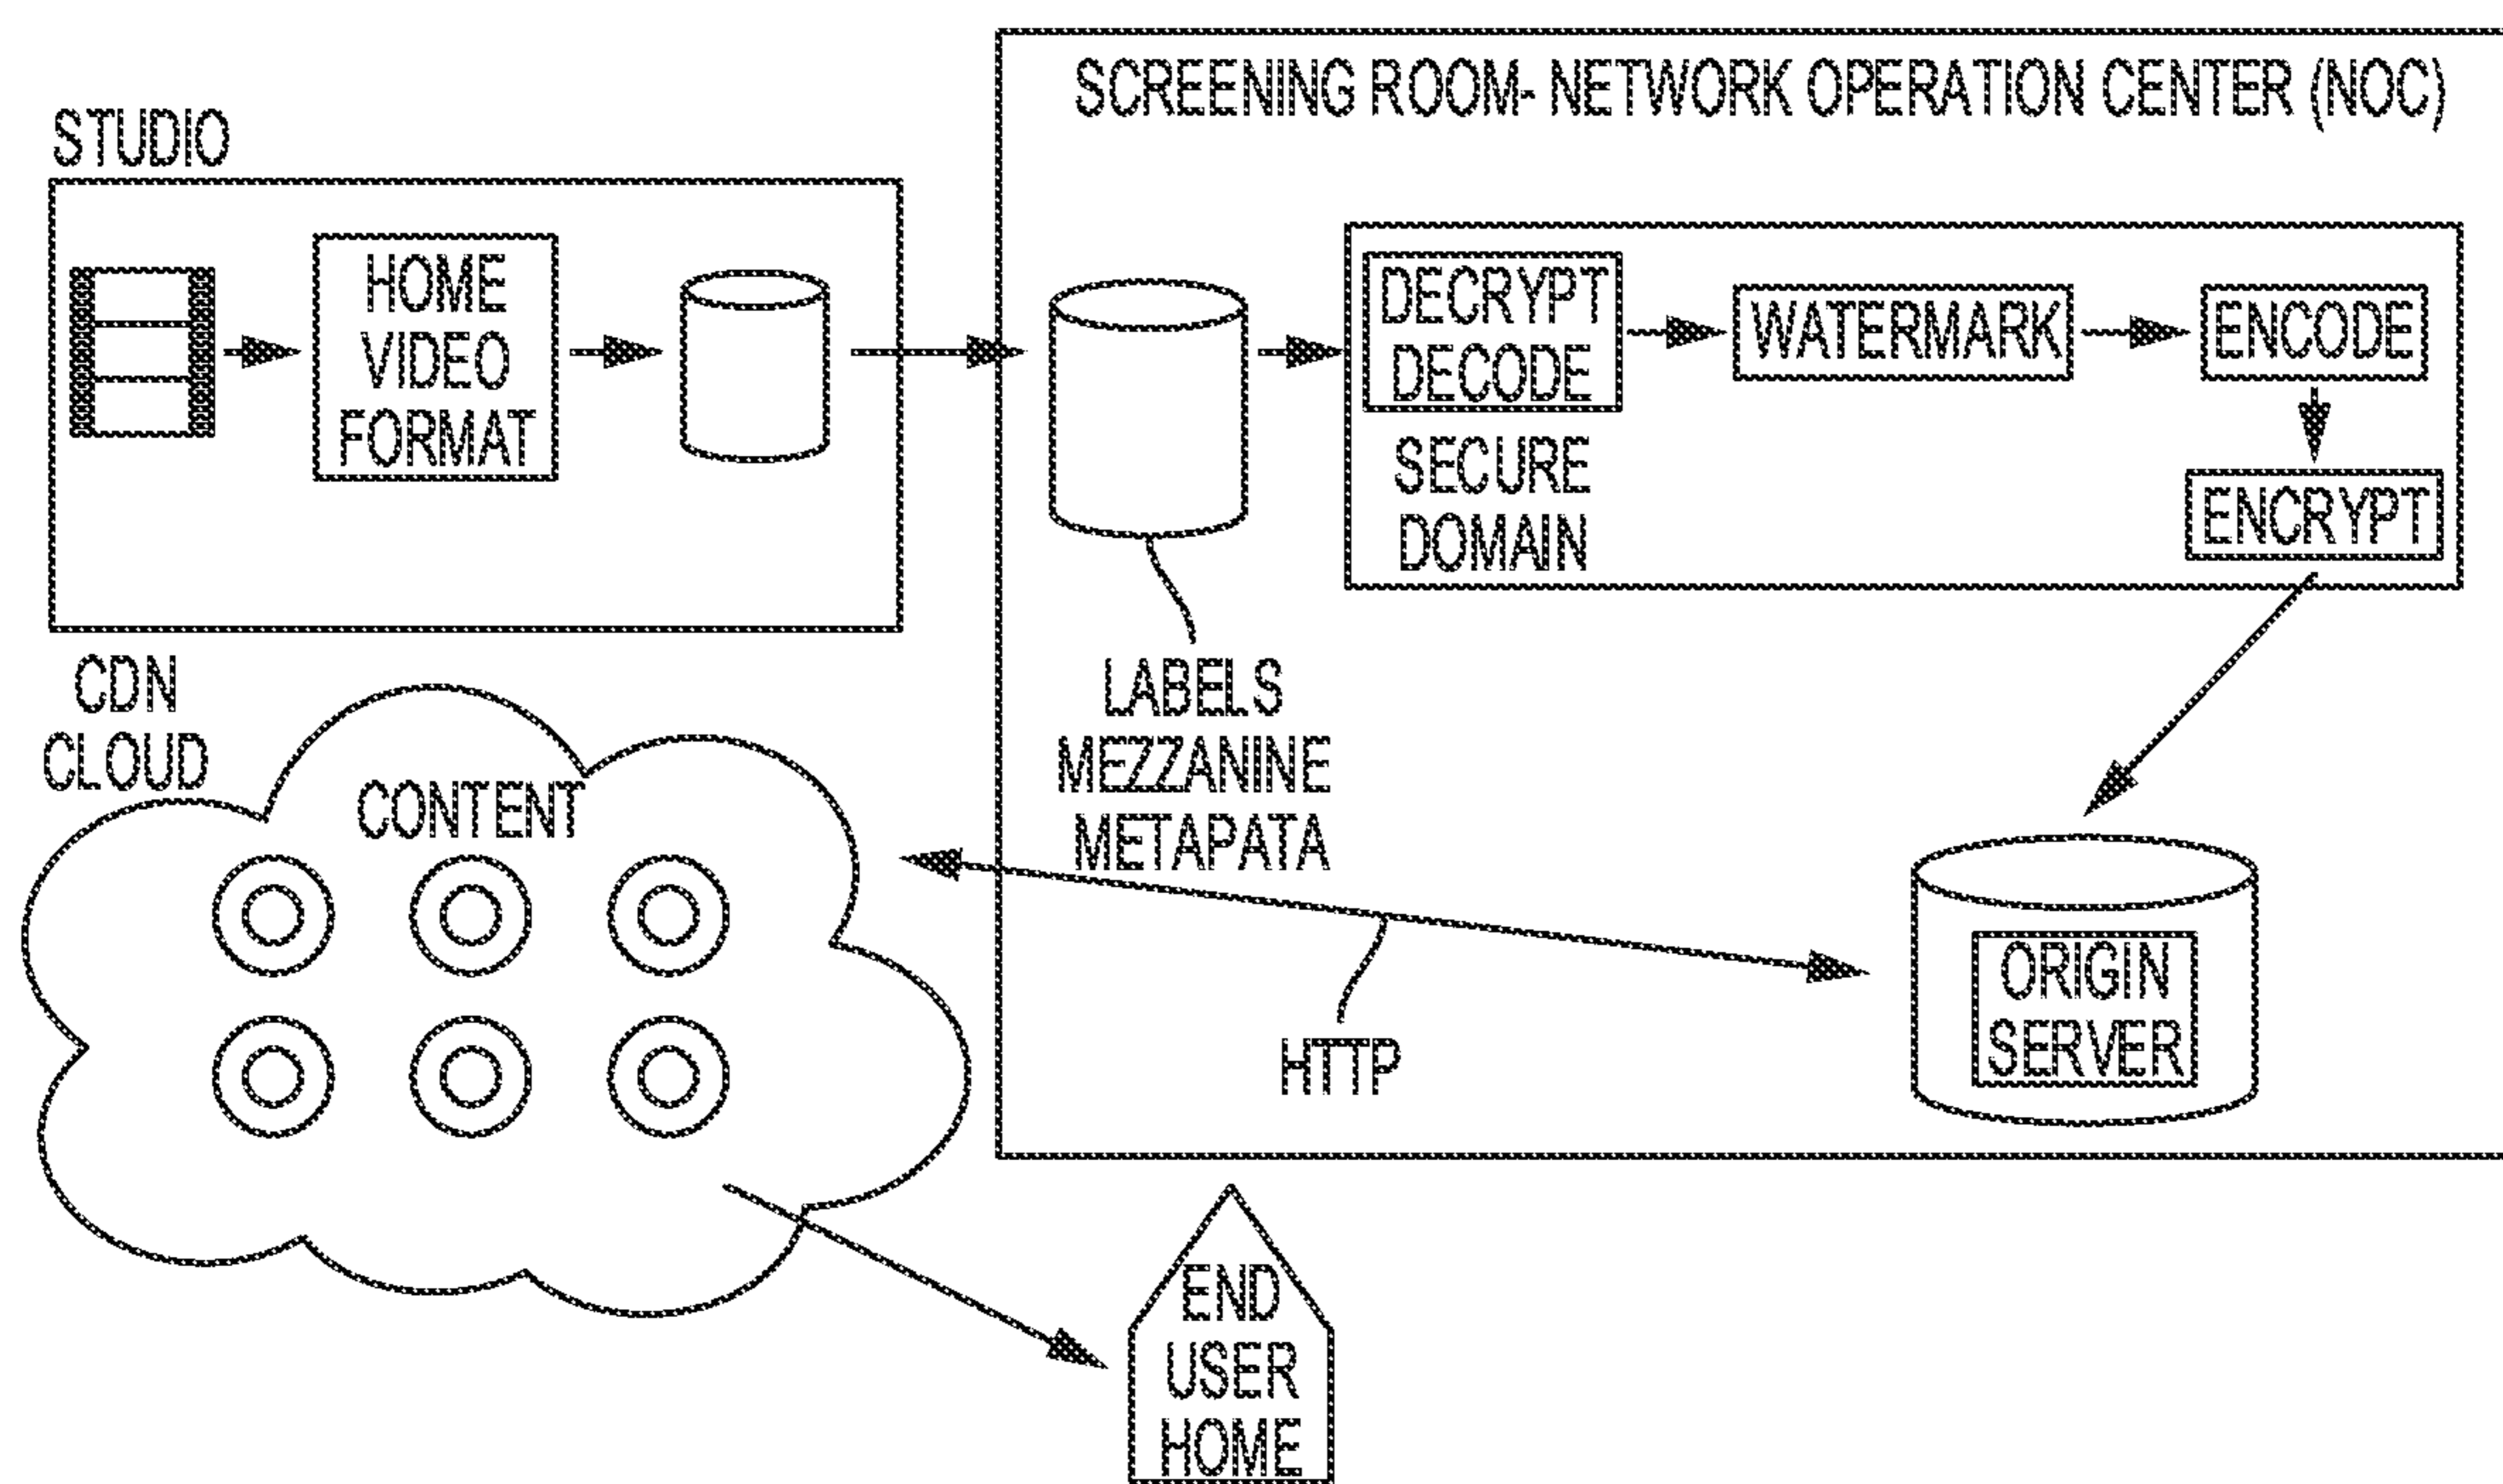 SCREENING ROOM- NETWORK OPERATION CENTER (NOC)
STUDIO
HOME
VIDEO
FORMAT
DECRYPT
DECODE
SECURE
DOMAIN
WATERMARK
ENCODE
ENCRYPT
LABELS
MEZZANINE
METAPATA
CDN
CLOUD
CONTENT
HTTP
ORIGIN
SERVER
END
USER
HOME